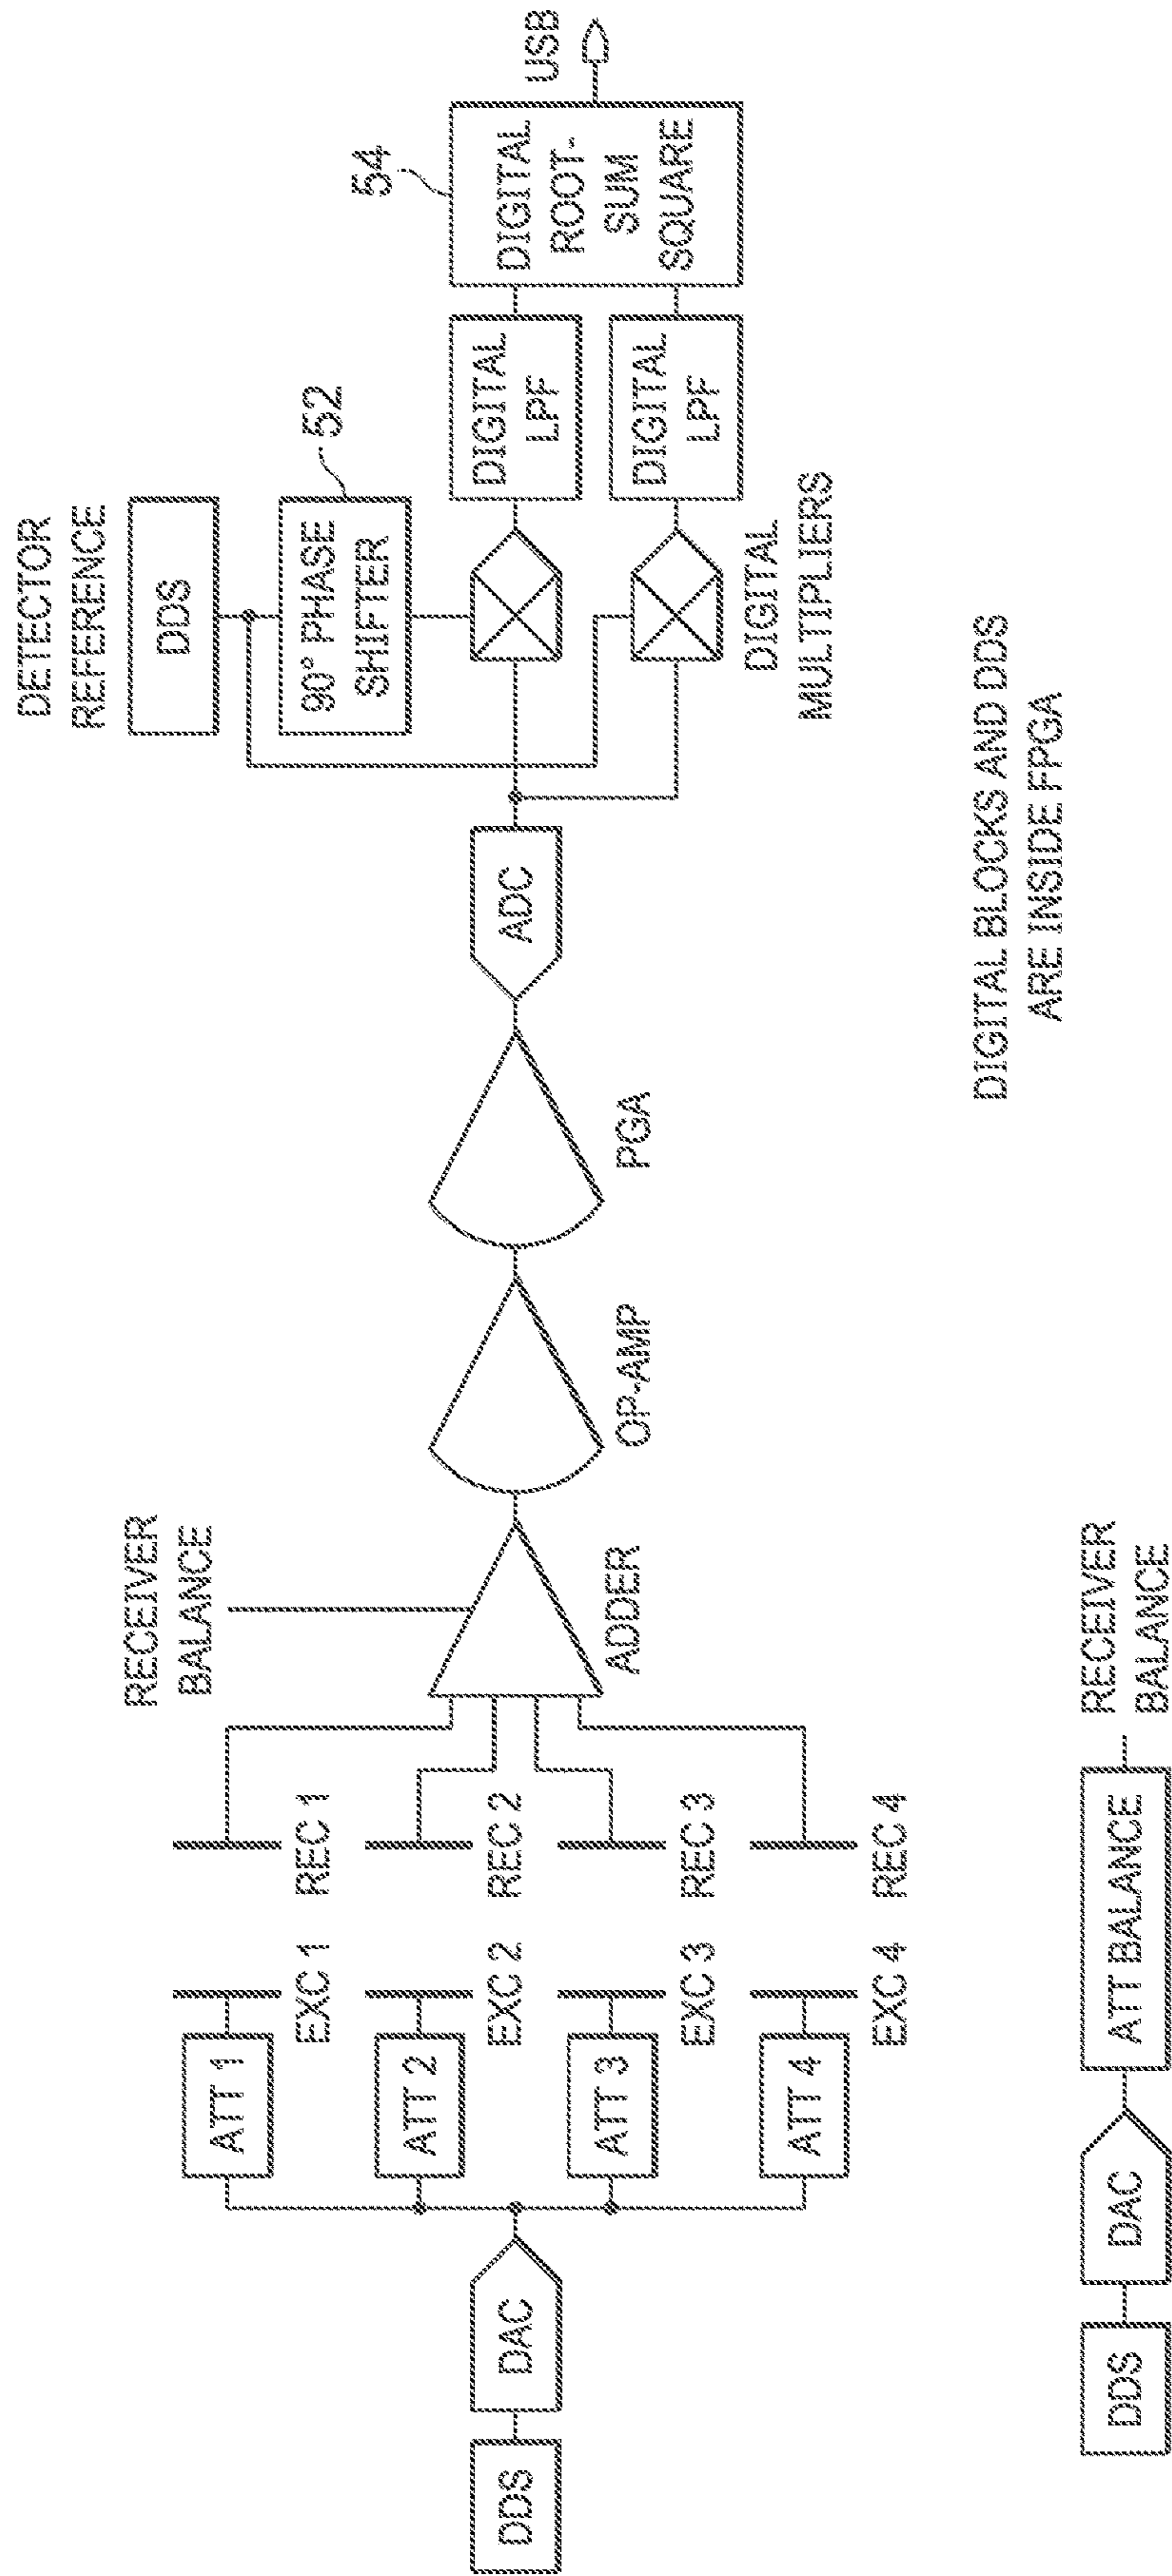 DDS
DAC
ATT 1
ATT 2
ATT 3
ATT 4
EXC 1
EXC 2
EXC 3
EXC 4
REC 1
REC 2
REC 3
REC 4
RECEIVER
BALANCE
ADDER
OP-AMP
PGA
ADC
DETECTOR
REFERENCE
DDS
90° PHASE
SHIFTER
52
DIGITAL
MULTIPLIERS
DIGITAL
LPF
DIGITAL
LPF
54
DIGITAL
ROOT-
SUM
SQUARE
USB
DDS
DAC
ATT BALANCE
RECEIVER
BALANCE
DIGITAL BLOCKS AND DDS
ARE INSIDE FPGA